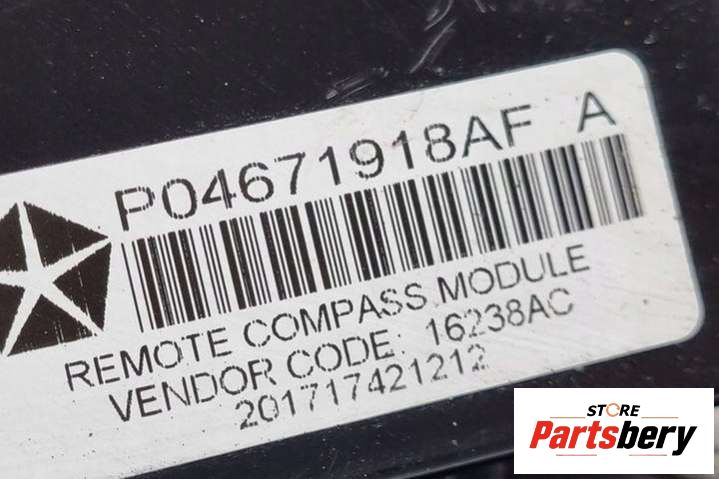 P04671918AF A
REMOTE COMPASS MODULE
VENDOR CODE: 16238AC
201717421212
STORE
Partsbery